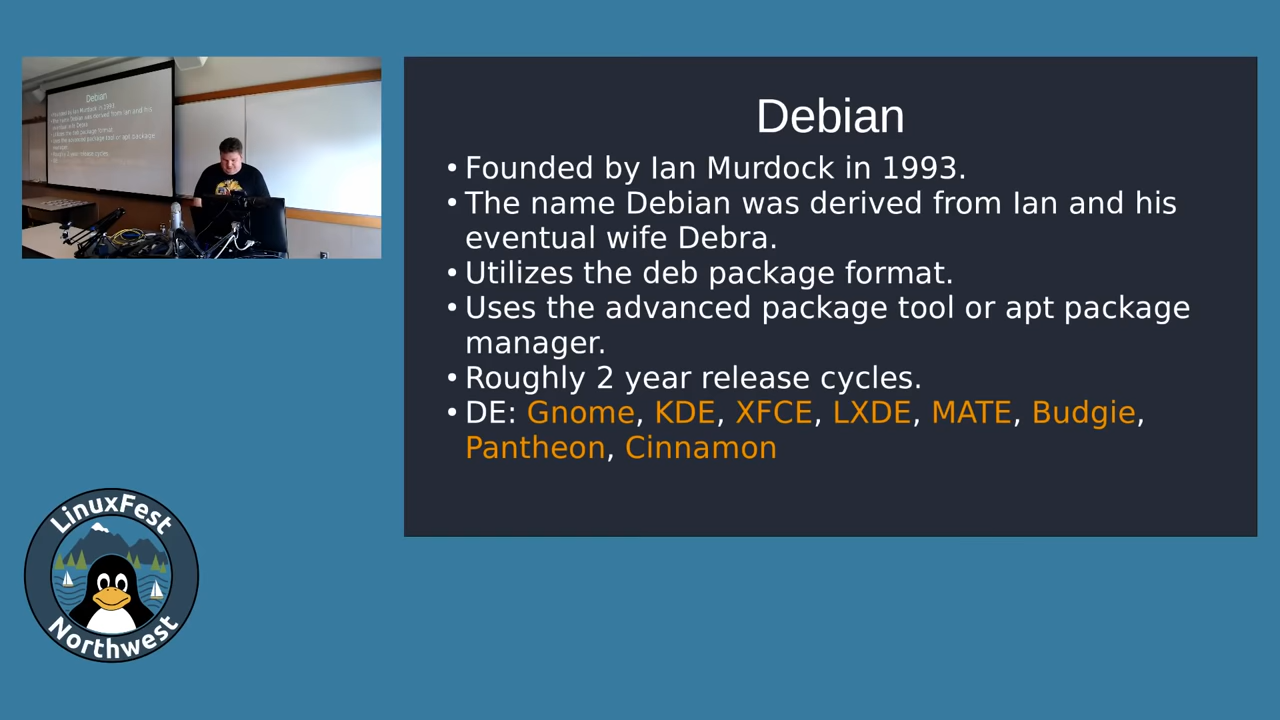 Debian
• Founded by Ian Murdock in 1993.
• The name Debian was derived from Ian and his
eventual wife Debra.
• Utilizes the deb package format.
• Uses the advanced package tool or apt package
manager.
• Roughly 2 year release cycles.
• DE: Gnome, KDE, XFCE, LXDE, MATE, Budgie,
Pantheon, Cinnamon
LinuxFest
Northwest